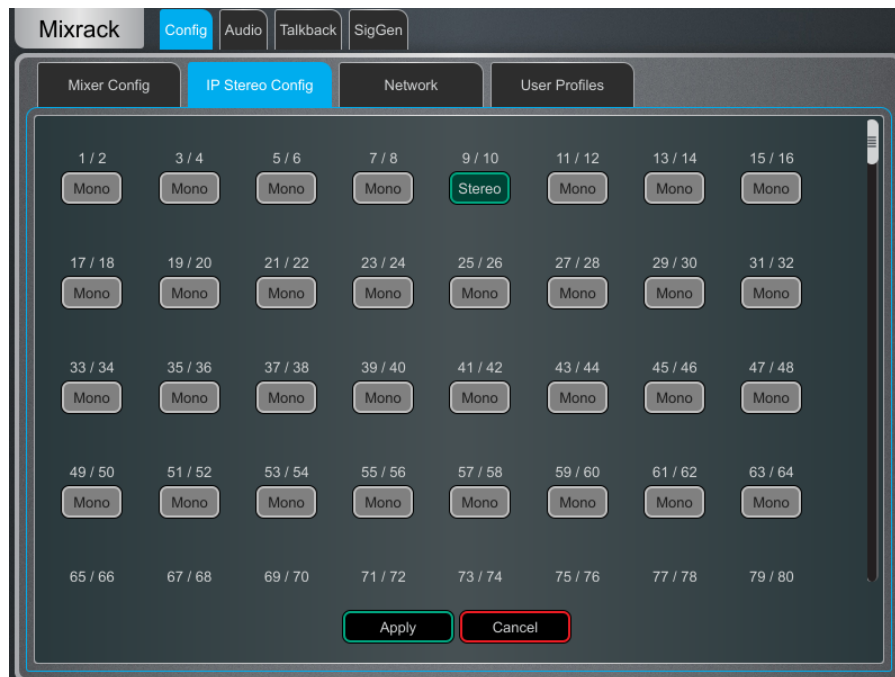 Mixrack Config Audio Talkback SigGen
Mixer Config IP Stereo Config Network User Profiles
1 / 2 3 / 4 5 / 6 7 / 8 9 / 10 11 / 12 13 / 14 15 / 16
Mono Mono Mono Mono Stereo Mono Mono Mono
17 / 18 19 / 20 21 / 22 23 / 24 25 / 26 27 / 28 29 / 30 31 / 32
Mono Mono Mono Mono Mono Mono Mono Mono
33 / 34 35 / 36 37 / 38 39 / 40 41 / 42 43 / 44 45 / 46 47 / 48
Mono Mono Mono Mono Mono Mono Mono Mono
49 / 50 51 / 52 53 / 54 55 / 56 57 / 58 59 / 60 61 / 62 63 / 64
Mono Mono Mono Mono Mono Mono Mono Mono
65 / 66 67 / 68 69 / 70 71 / 72 73 / 74 75 / 76 77 / 78 79 / 80
Apply Cancel